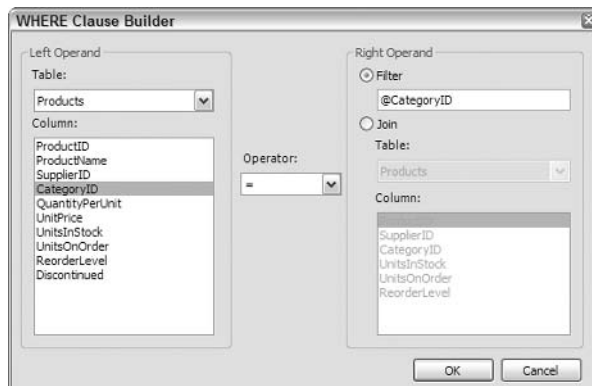 WHERE Clause Builder
Left Operand
Table:
Products
Column:
ProductID
ProductName
SupplierID
CategoryID
QuantityPerUnit
UnitPrice
UnitsInStock
UnitsOnOrder
ReorderLevel
Discontinued
Operator:
=
Right Operand
Filter
@CategoryID
Join
Table:
Products
Column:
SupplierID
CategoryID
UnitsInStock
UnitsOnOrder
ReorderLevel
OK
Cancel